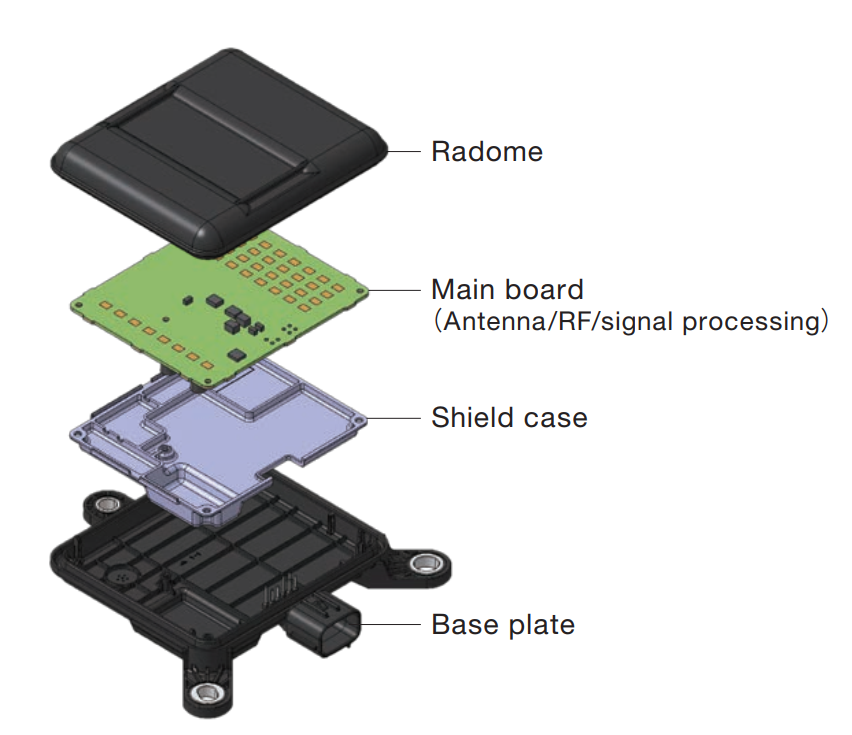 Radome
Main board
（Antenna/RF/signal processing）
Shield case
Base plate